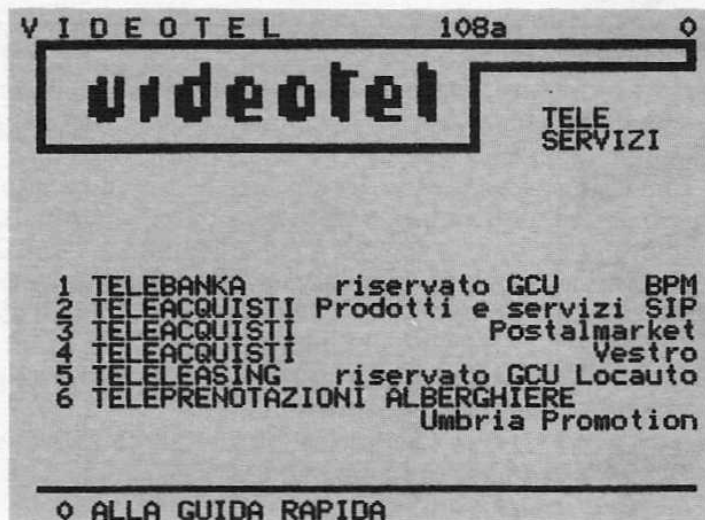 VIDEOTEL 108a 0
videotel
TELE
SERVIZI
1 TELEBANKA riservato GCU BPM
2 TELEACQUISTI Prodotti e servizi SIP
3 TELEACQUISTI Postalmarket
4 TELEACQUISTI Vestro
5 TELELEASING riservato GCU Locauto
6 TELEPRENOTAZIONI ALBERGHIERE
Umbria Promotion
0 ALLA GUIDA RAPIDA